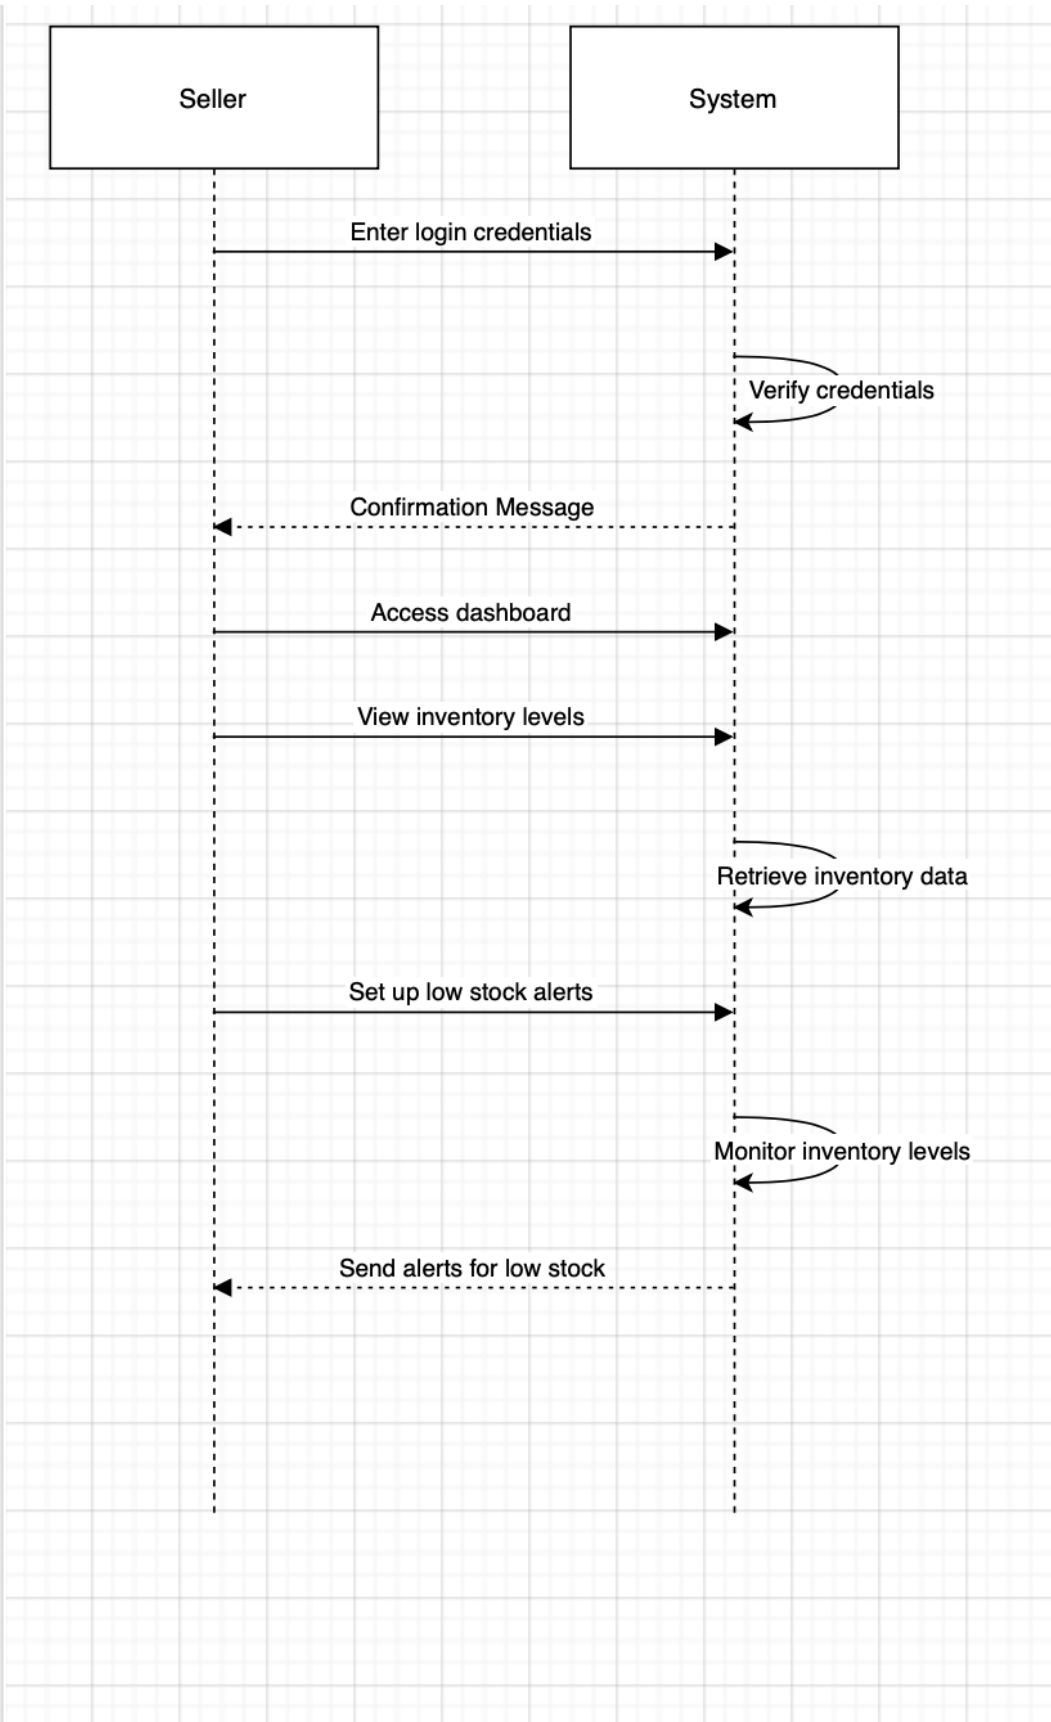 Seller
System
Enter login credentials
Verify credentials
Confirmation Message
Access dashboard
View inventory levels
Retrieve inventory data
Set up low stock alerts
Monitor inventory levels
Send alerts for low stock